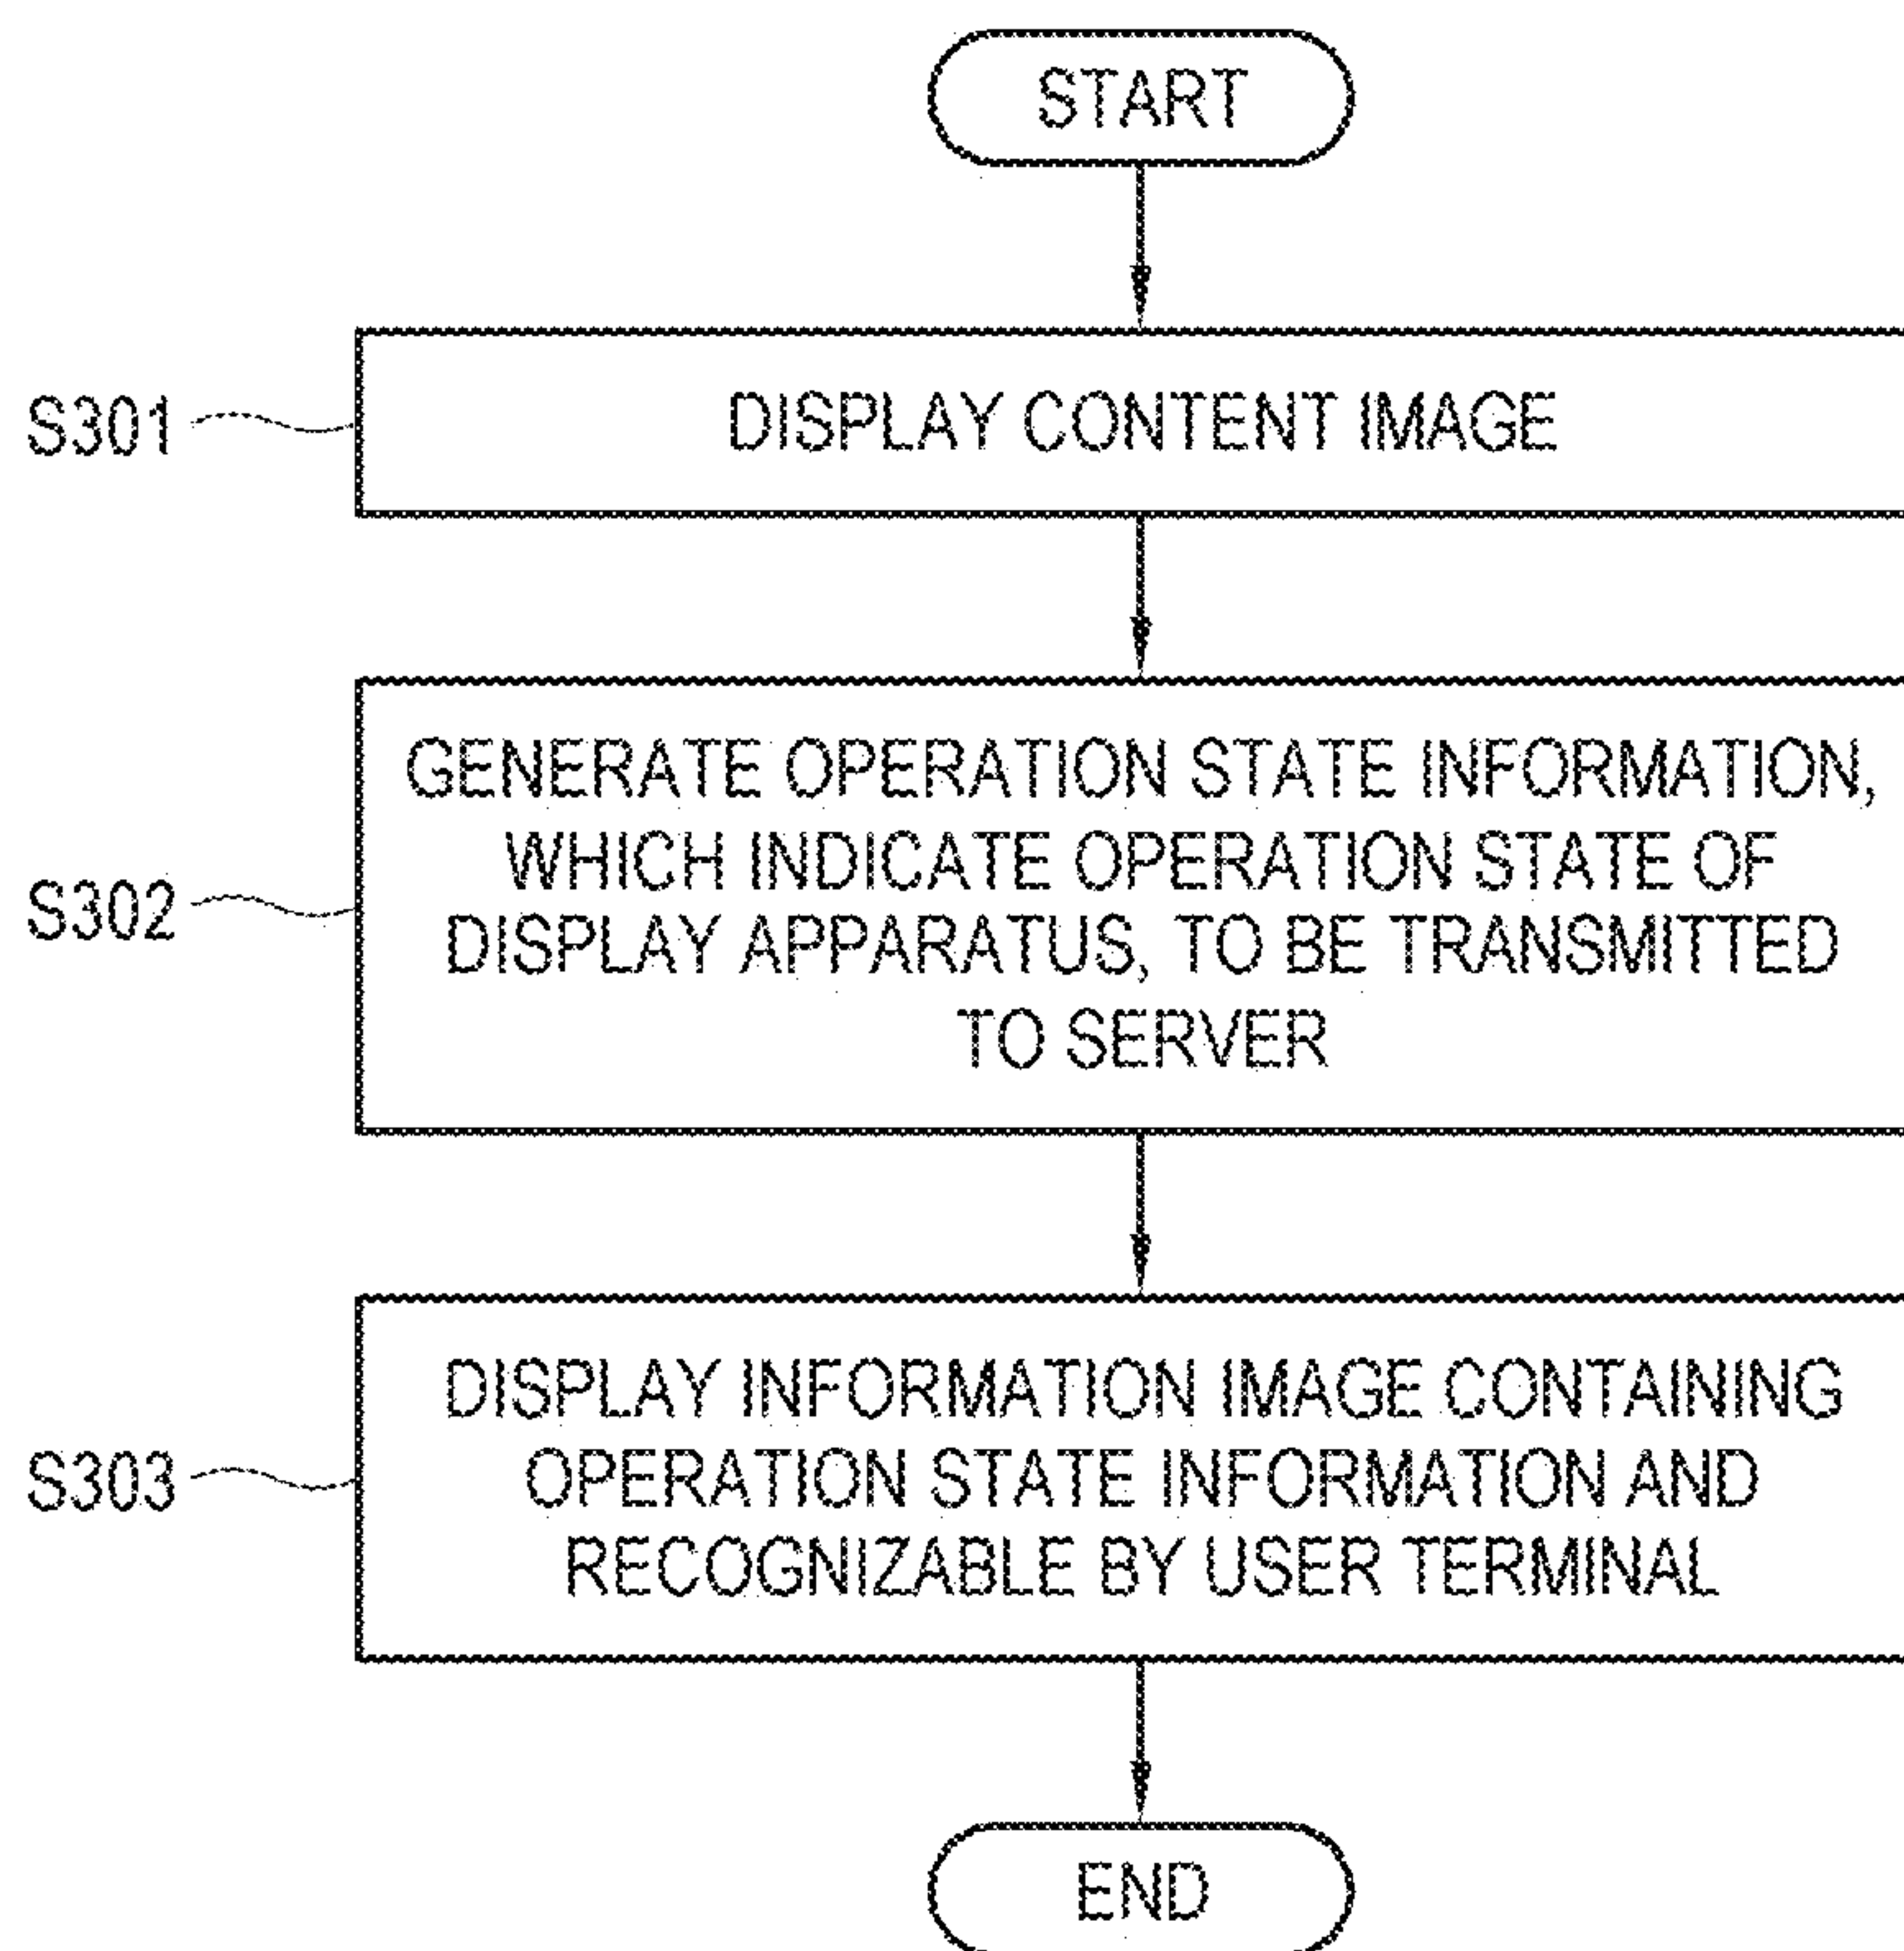 START
S301
DISPLAY CONTENT IMAGE
S302
GENERATE OPERATION STATE INFORMATION,
WHICH INDICATE OPERATION STATE OF
DISPLAY APPARATUS, TO BE TRANSMITTED
TO SERVER
S303
DISPLAY INFORMATION IMAGE CONTAINING
OPERATION STATE INFORMATION AND
RECOGNIZABLE BY USER TERMINAL
END